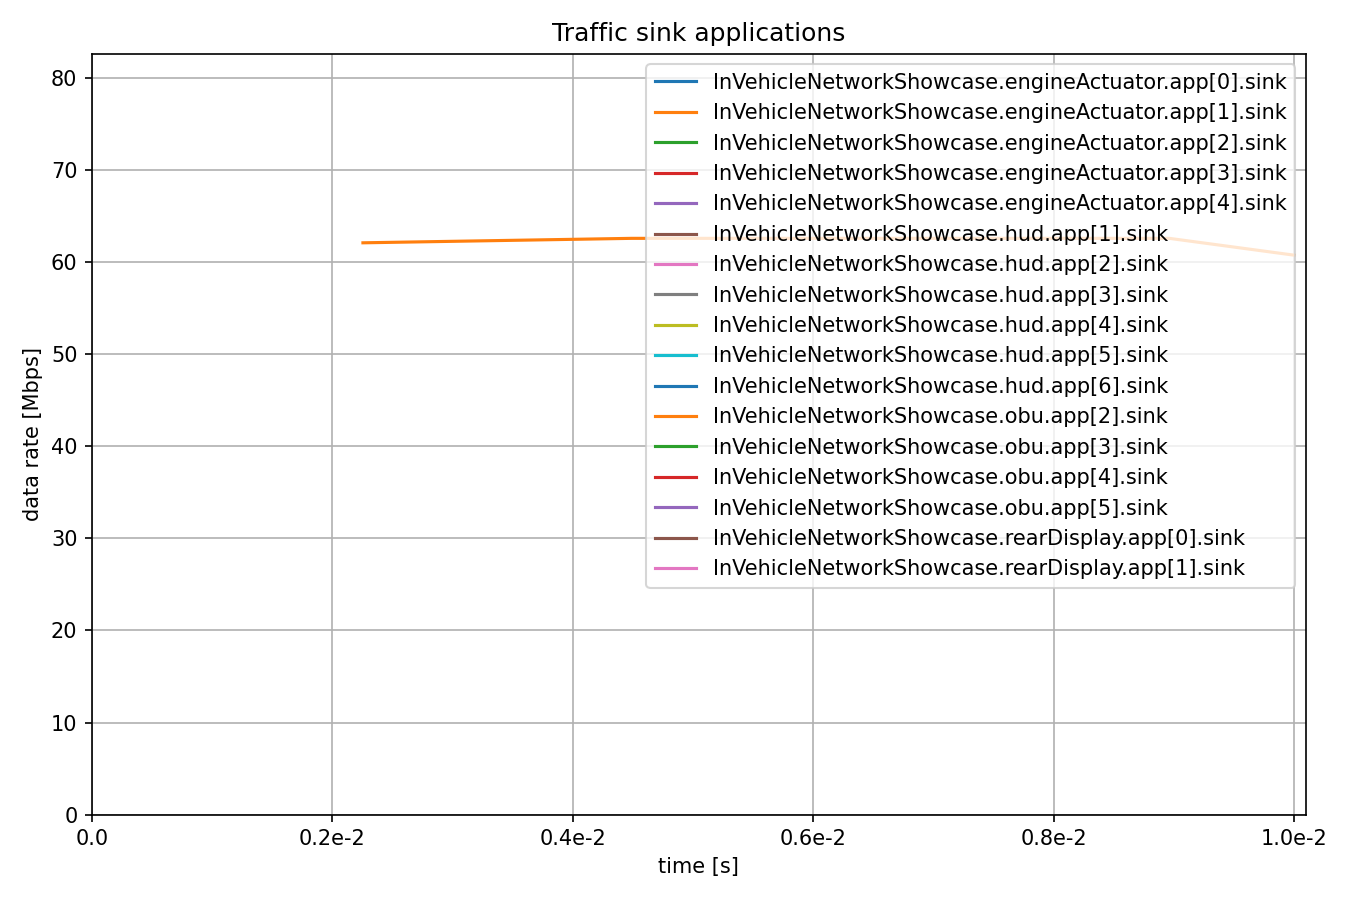 Traffic sink applications
80
70
60
50
40
30
20
10
0
data rate [Mbps]
InVehicleNetworkShowcase.engineActuator.app[0].sink
InVehicleNetworkShowcase.engineActuator.app[1].sink
InVehicleNetworkShowcase.engineActuator.app[2].sink
InVehicleNetworkShowcase.engineActuator.app[3].sink
InVehicleNetworkShowcase.engineActuator.app[4].sink
InVehicleNetworkShowcase.hud.app[1].sink
InVehicleNetworkShowcase.hud.app[2].sink
InVehicleNetworkShowcase.hud.app[3].sink
InVehicleNetworkShowcase.hud.app[4].sink
InVehicleNetworkShowcase.hud.app[5].sink
InVehicleNetworkShowcase.hud.app[6].sink
InVehicleNetworkShowcase.obu.app[2].sink
InVehicleNetworkShowcase.obu.app[3].sink
InVehicleNetworkShowcase.obu.app[4].sink
InVehicleNetworkShowcase.obu.app[5].sink
InVehicleNetworkShowcase.rearDisplay.app[0].sink
InVehicleNetworkShowcase.rearDisplay.app[1].sink
0.0 0.2e-2 0.4e-2 0.6e-2 0.8e-2 1.0e-2
time [s]